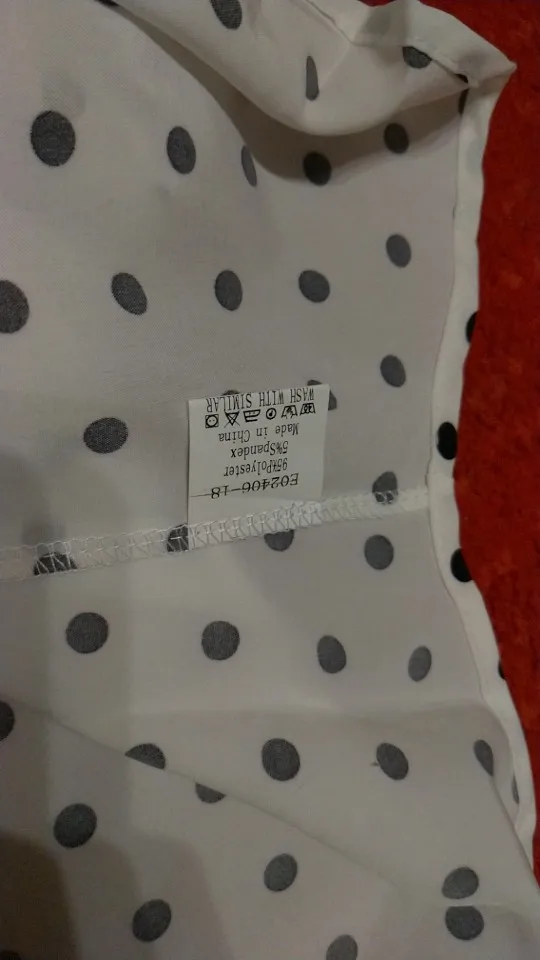 E02406-18
95%Polyester
5%Spandex
Made in China
WASH WITH SIMILAR